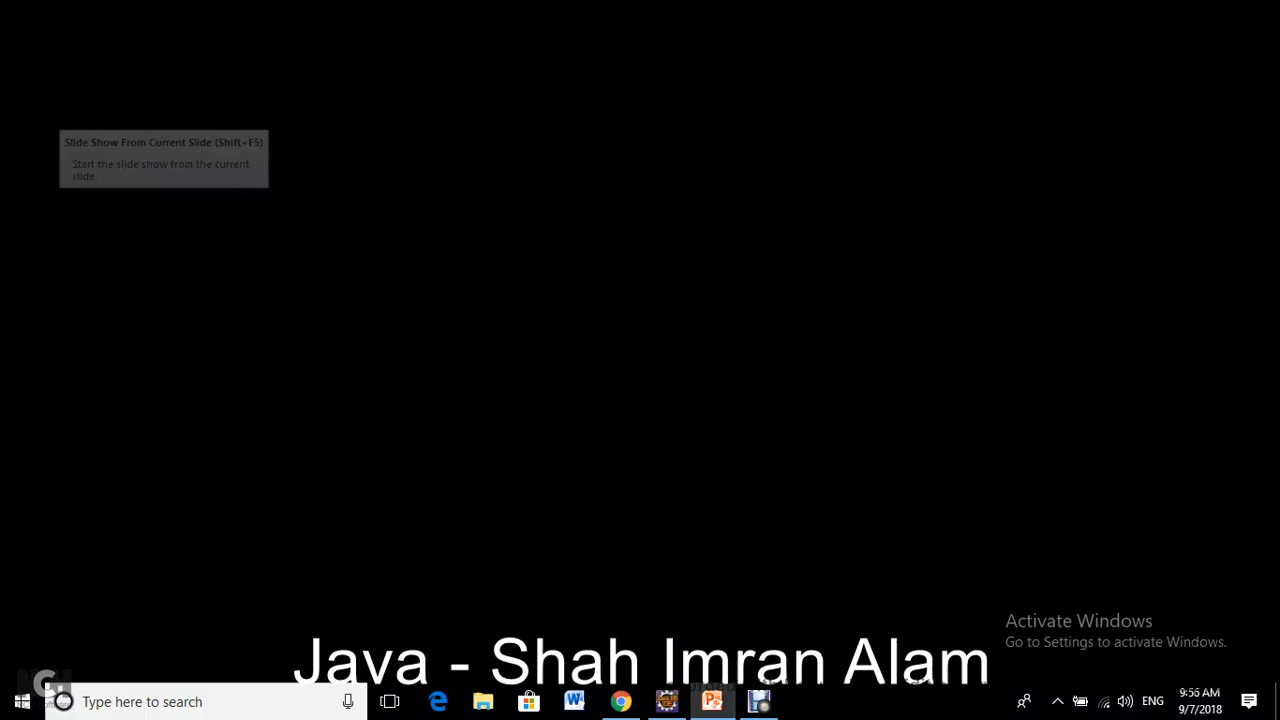 Slide Show From Current Slide (Shift+F5)
Start the slide show from the current
slide.
Activate Windows
Go to Settings to activate Windows.
Java - Shah Imran Alam
Type here to search
ENG
9:56 AM
9/7/2018